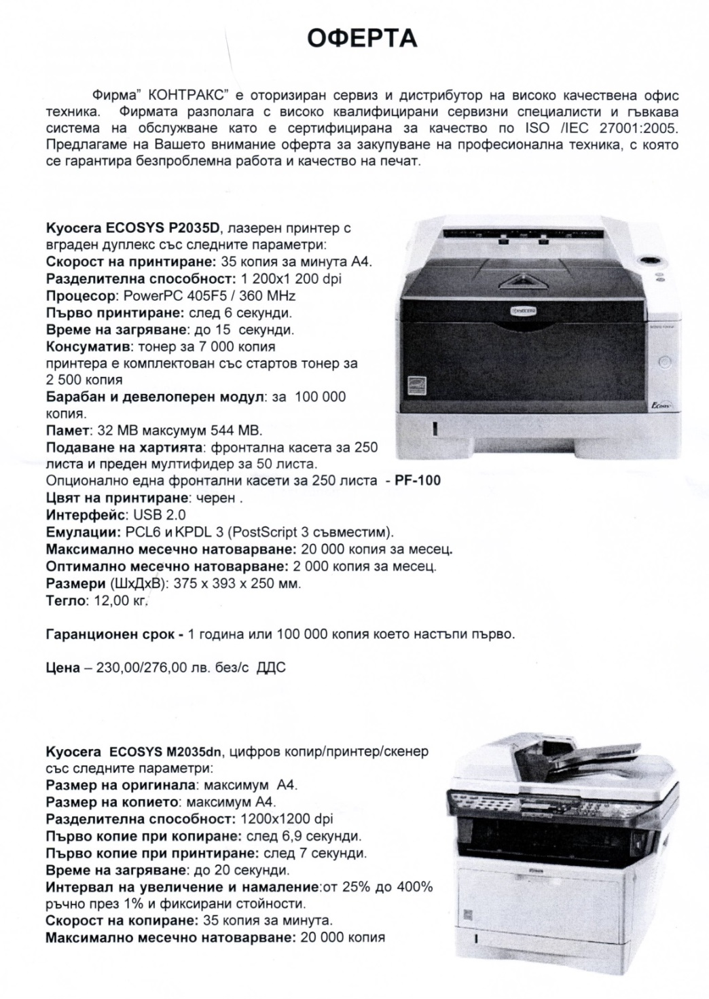 ОФЕРТА
Фирма” КОНТРАКС” е оторизиран сервиз и дистрибутор на високо качествена офис
техника. Фирмата разполага с високо квалифицирани сервизни специалисти и гъвкава
система на обслужване като е сертифицирана за качество по ISO /IEC 27001:2005.
Предлагаме на Вашето внимание оферта за закупуване на професионална техника, с която
се гарантира безпроблемна работа и качество на печат.
Kyocera ECOSYS P2035D, лазерен принтер с
вграден дуплекс със следните параметри:
Скорост на принтиране: 35 копия за минута А4.
Разделителна способност: 1 200x1 200 dpi
Процесор: PowerPC 405F5 / 360 MHz
Първо принтиране: след 6 секунди.
Време на загряване: до 15 секунди.
Консуматив: тонер за 7 000 копия
принтера е комплектован със стартов тонер за
2 500 копия
Барабан и девелоперен модул: за 100 000
копия.
Памет: 32 MB максумум 544 MB.
Подаване на хартията: фронтална касета за 250
листа и преден мултифидер за 50 листа.
Опционално една фронтални касети за 250 листа - PF-100
Цвят на принтиране: черен .
Интерфейс: USB 2.0
Емулации: PCL6 и KPDL 3 (PostScript 3 съвместим).
Максимално месечно натоварване: 20 000 копия за месец.
Оптимално месечно натоварване: 2 000 копия за месец.
Размери (ШхДхВ): 375 x 393 x 250 мм.
Тегло: 12,00 кг.
Гаранционен срок - 1 година или 100 000 копия което настъпи първо.
Цена – 230,00/276,00 лв. без/с ДДС
KYOCERA
Ecosys
Kyocera ECOSYS M2035dn, цифров копир/принтер/скенер
със следните параметри:
Размер на оригинала: максимум А4.
Размер на копието: максимум А4.
Разделителна способност: 1200x1200 dpi
Първо копие при копиране: след 6,9 секунди.
Първо копие при принтиране: след 7 секунди.
Време на загряване: до 20 секунди.
Интервал на увеличение и намаление:от 25% до 400%
ръчно през 1% и фиксирани стойности.
Скорост на копиране: 35 копия за минута.
Максимално месечно натоварване: 20 000 копия